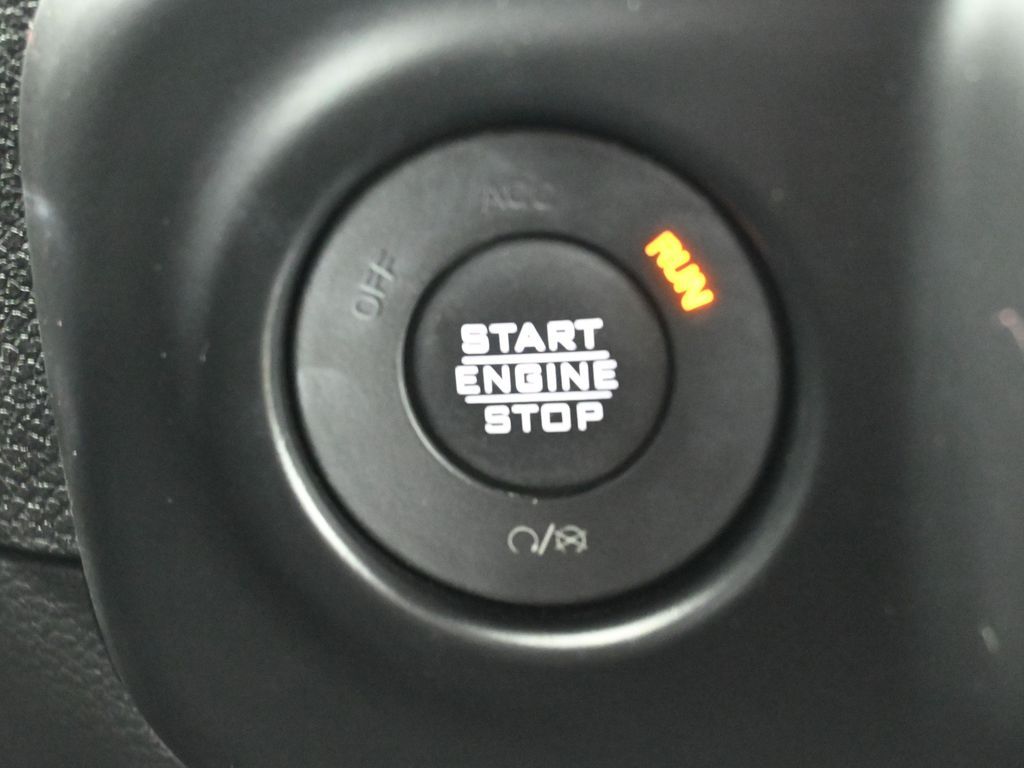 ACC
OFF
RUN
START
ENGINE
STOP